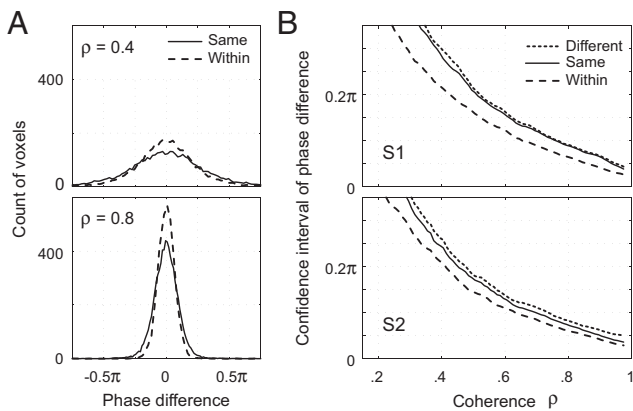 A
ρ = 0.4
Same
Within
400
0
ρ = 0.8
400
0
Count of voxels
-0.5π 0 0.5π
Phase difference
B
Different
Same
Within
0.2π
S1
0
0.2π
S2
0
Confidence interval of phase difference
.2 .4 .6 .8 1
Coherence ρ